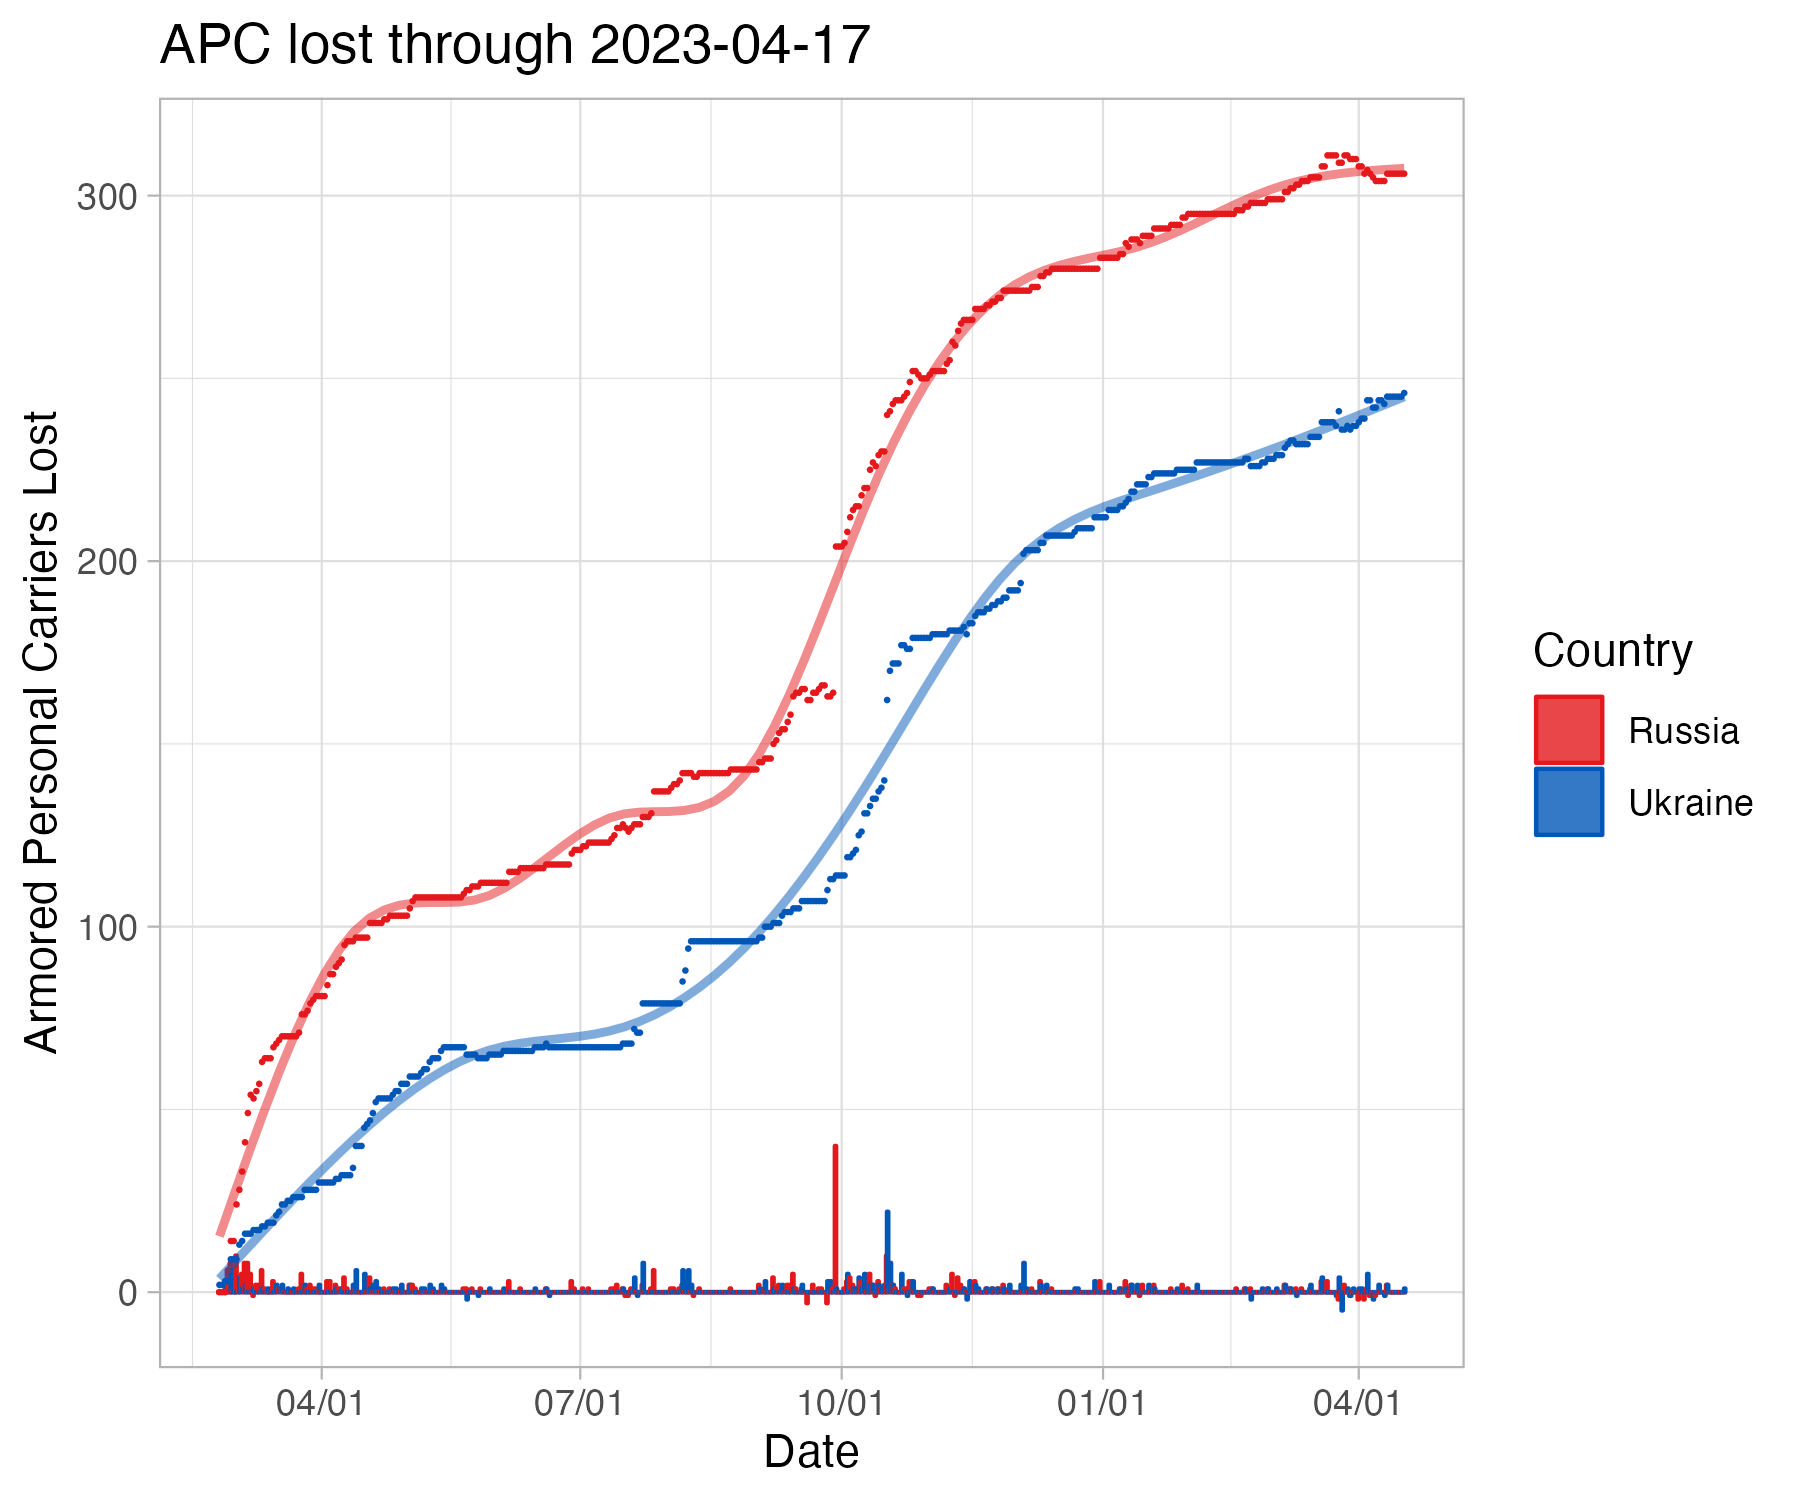 APC lost through 2023-04-17
Armored Personal Carriers Lost
300
200
100
0
04/01
07/01
10/01
01/01
04/01
Date
Country
Russia
Ukraine